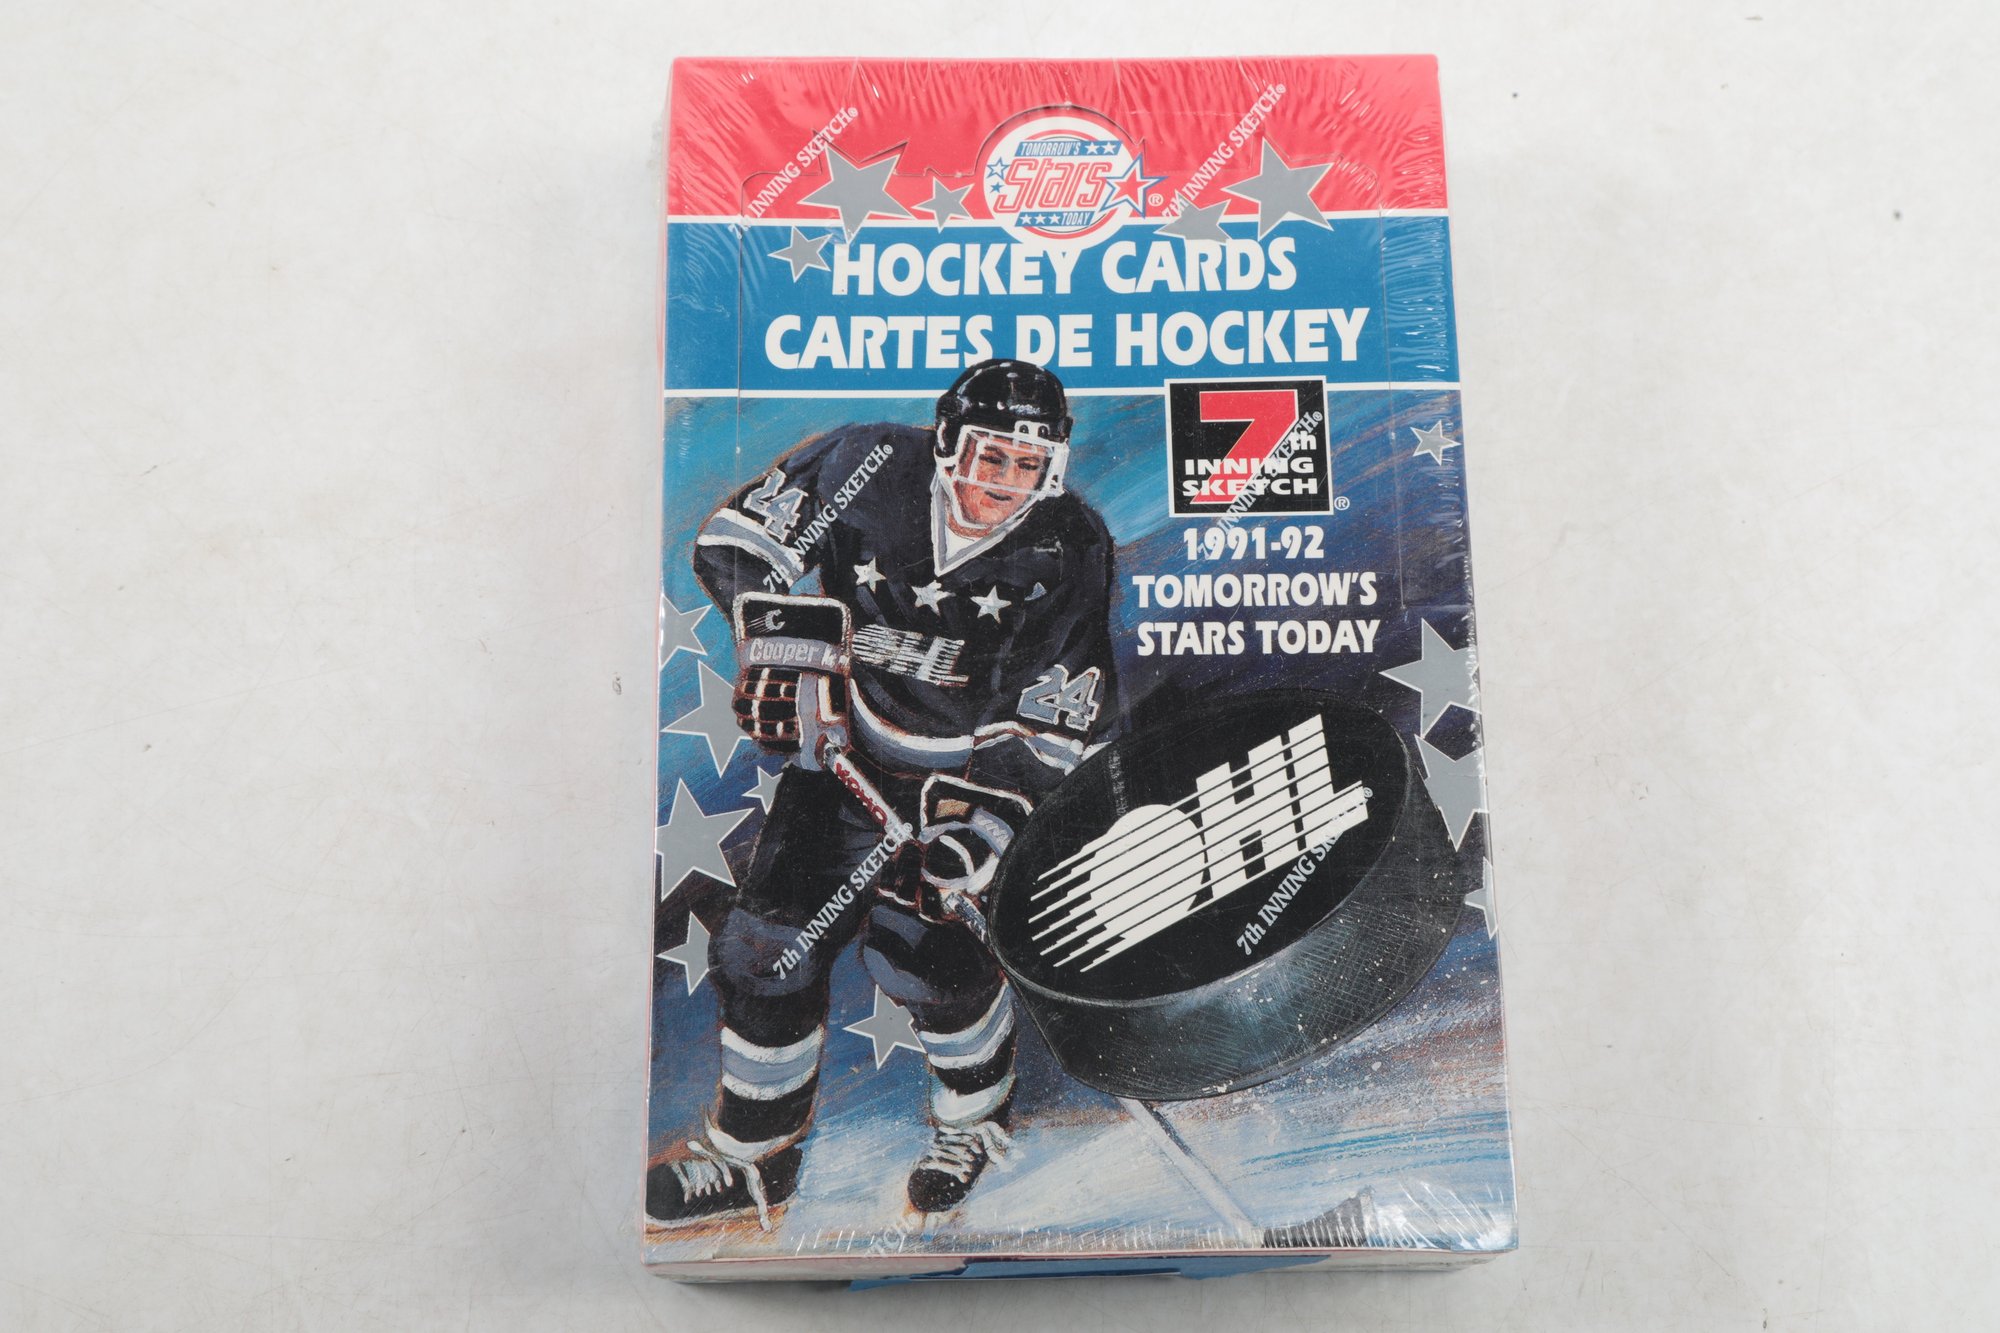 TOMORROW'S
Stars ®
TODAY
HOCKEY CARDS
CARTES DE HOCKEY
7th
INNING
SKETCH ®
1991-92
TOMORROW'S
STARS TODAY
24
C
Cooper
OHL
24
KOHO
OHL
7th INNING SKETCH®
7th INNING SKETCH®
7th INNING SKETCH®
7th INNING SKETCH®
7th INNING SKETCH®
7th INNING SKETCH®